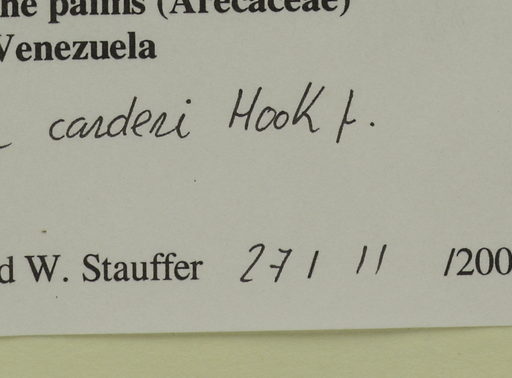 he palms (Arecaceae)
Venezuela
carderi Hook f.
d W. Stauffer 27 / 11 /200